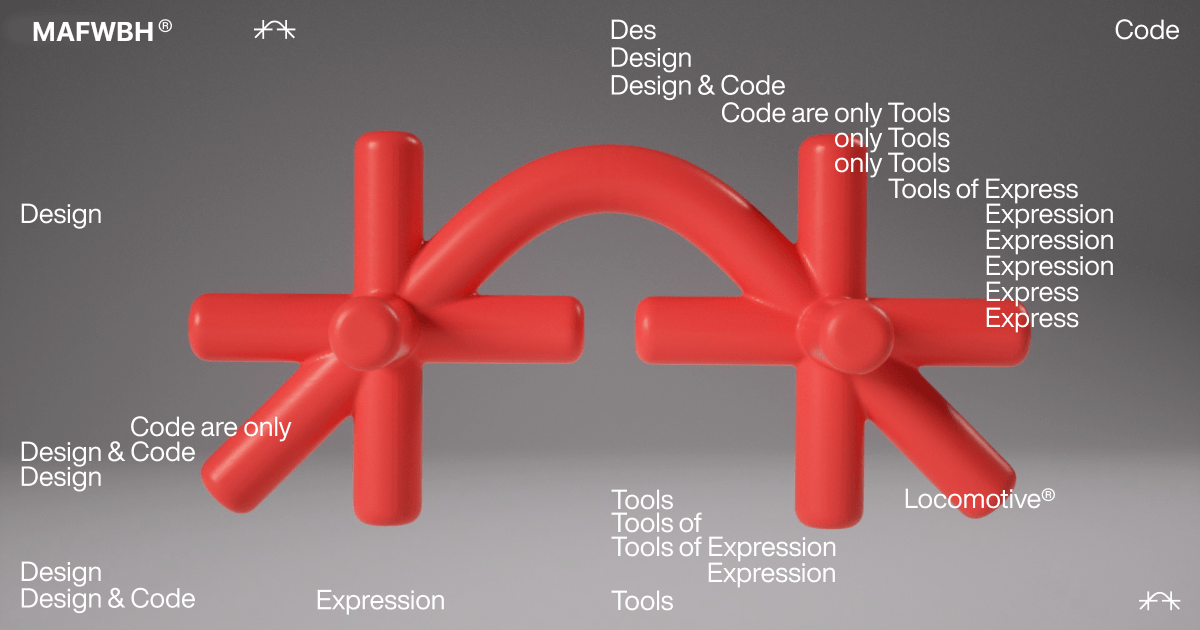 MAFWBH®
Des
Design
Design & Code
Code
Code are only Tools
only Tools
only Tools
Tools of Express
Expression
Expression
Expression
Express
Express
Design
Code are only
Design & Code
Design
Tools
Tools of
Tools of Expression
Expression
Locomotive®
Design
Design & Code
Expression
Tools